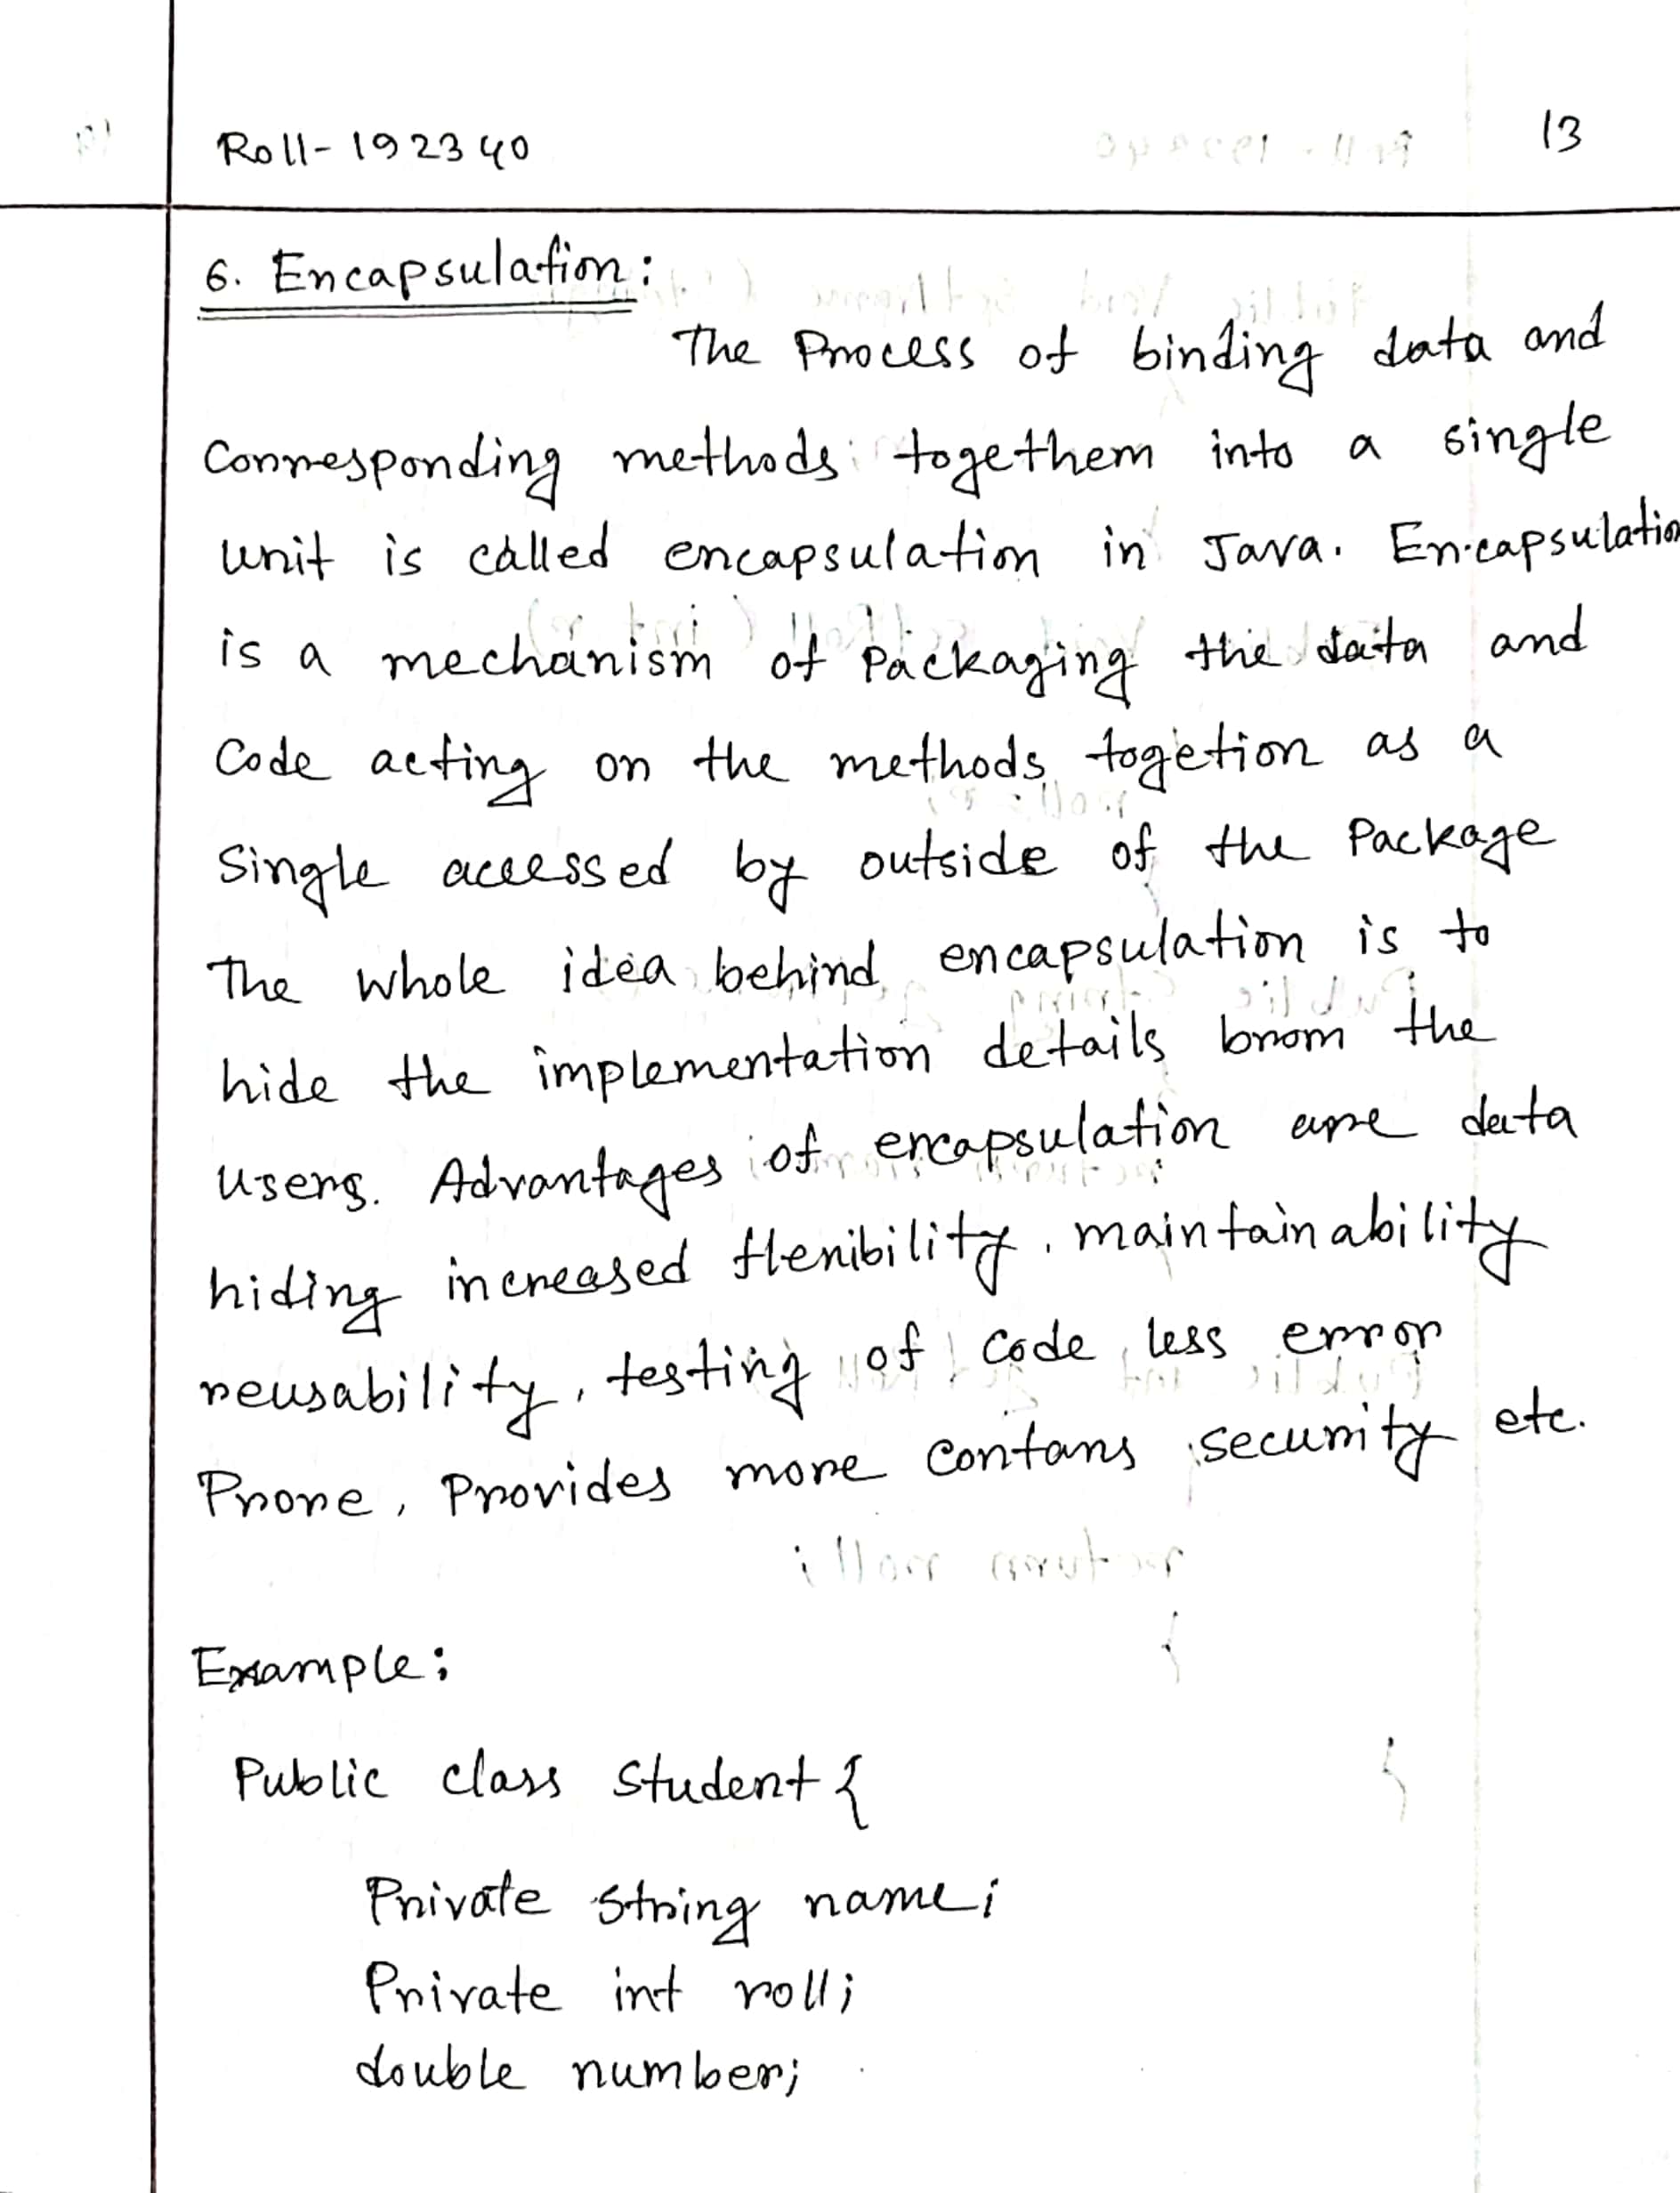 Roll-192340
13
6. Encapsulation:
The Process of binding data and
Corresponding methods together into a single
unit is called encapsulation in Java. Encapsulation
is a mechanism of Packaging the data and
Code acting on the methods togetion as a
Single accessed by outside of the Package
The whole idea behind encapsulation is to
hide the implementation details from the
users. Advantages of encapsulation are data
hiding increased flexibility, maintainability
reusability, testing of code, less error
Prone, Provides more contans security etc.
Example:
Public class student {
Private string name;
Private int roll;
double number;